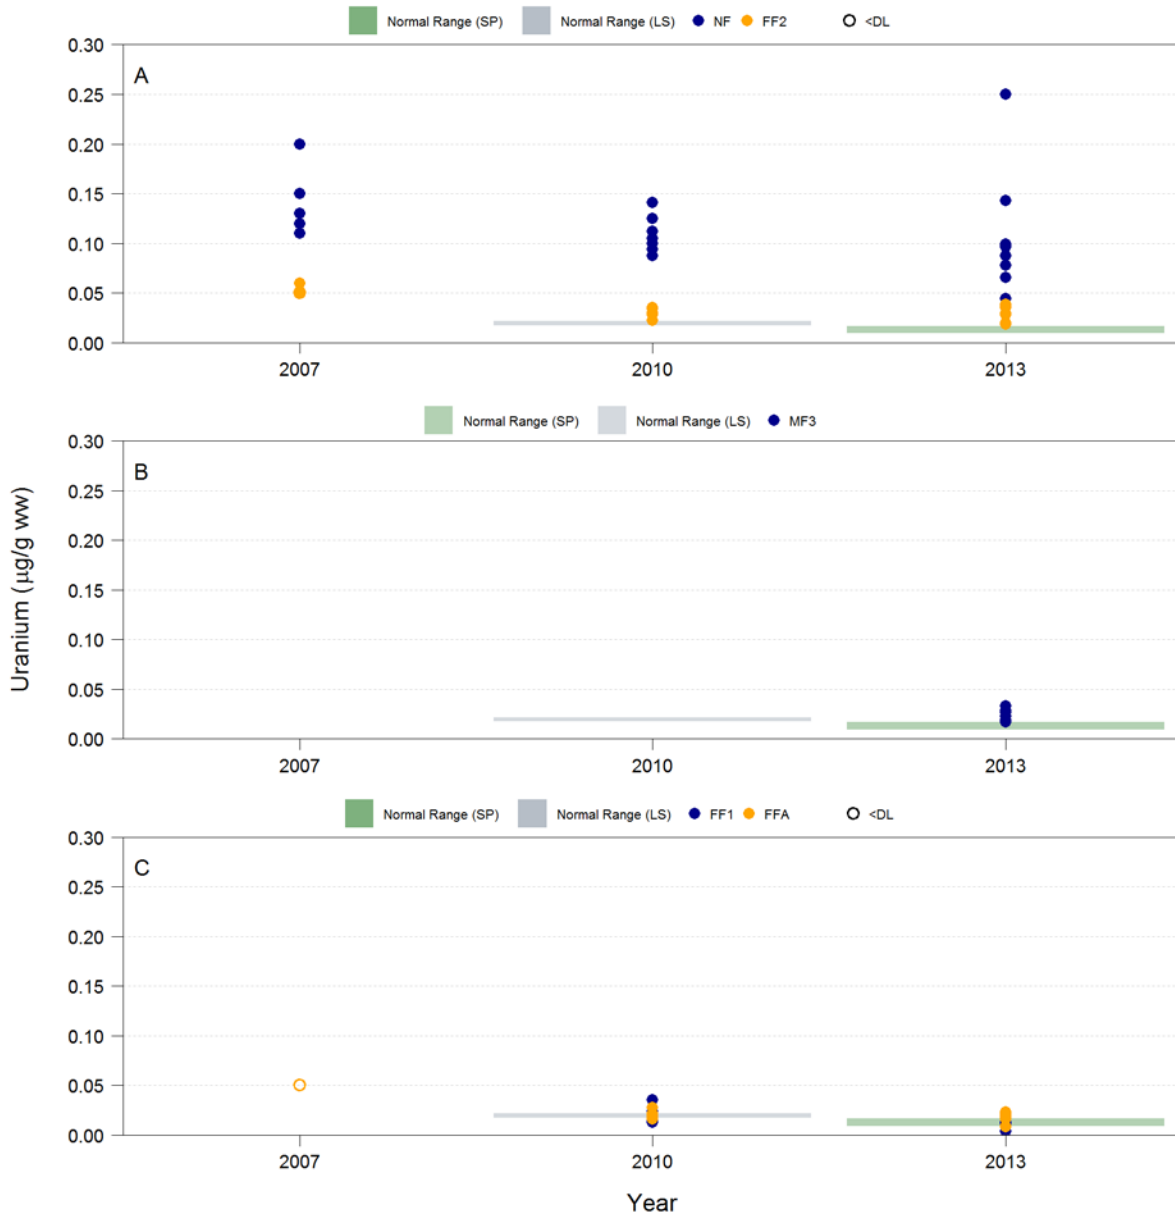 Normal Range (SP) Normal Range (LS) NF FF2 <DL
0.30
A
0.25
0.20
0.15
0.10
0.05
0.00
2007 2010 2013
Normal Range (SP) Normal Range (LS) MF3
0.30
B
0.25
0.20
0.15
0.10
0.05
0.00
2007 2010 2013
Uranium (µg/g ww)
Normal Range (SP) Normal Range (LS) FF1 FFA <DL
0.30
C
0.25
0.20
0.15
0.10
0.05
0.00
2007 2010 2013
Year